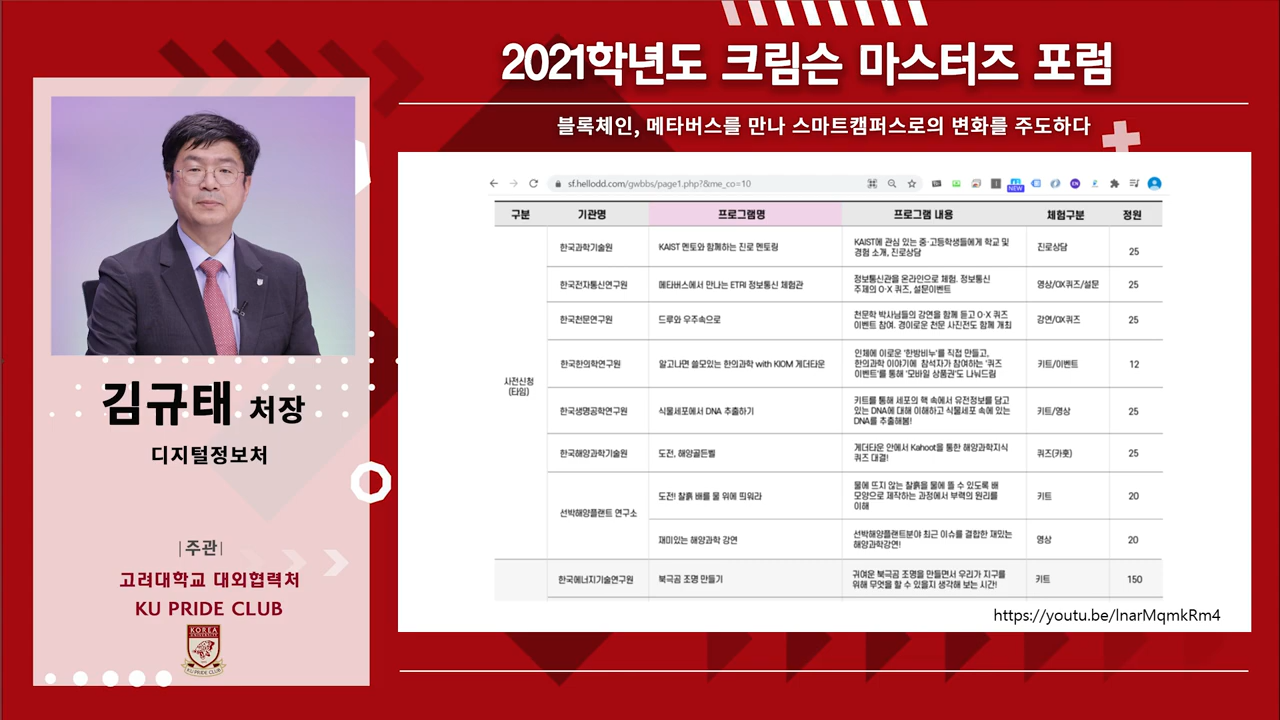 2021학년도 크림슨 마스터즈 포럼
블록체인, 메타버스를 만나 스마트캠퍼스로의 변화를 주도하다
김규태 처장
디지털정보처
|주관|
고려대학교 대외협력처
KU PRIDE CLUB
KOREA
UNIVERSITY
KU PRIDE CLUB
sf.hellodd.com/gwbbs/page1.php?&me_co=10
NEW
EN
구분 기관명 프로그램명 프로그램 내용 체험구분 정원
사전신청
(타임)
한국과학기술원 KAIST 멘토와 함께하는 진로 멘토링
KAIST에 관심 있는 중·고등학생들에게 학교 및
경험 소개, 진로상담
진로상담 25
한국전자통신연구원 메타버스에서 만나는 ETRI 정보통신 체험관
정보통신관을 온라인으로 체험. 정보통신
주제의 O·X 퀴즈, 설문이벤트
영상/OX퀴즈/설문 25
한국천문연구원 드루와 우주속으로
천문학 박사님들의 강연을 함께 듣고 O·X 퀴즈
이벤트 참여. 경이로운 천문 사진전도 함께 개최
강연/OX퀴즈 25
한국한의학연구원 알고나면 쓸모있는 한의과학 with KIOM 게더타운
인체에 이로운 '한방비누'를 직접 만들고,
한의과학 이야기에 참석자가 참여하는 '퀴즈
이벤트'를 통해 '모바일 상품권'도 나눠드림
키트/이벤트 12
한국생명공학연구원 식물세포에서 DNA 추출하기
키트를 통해 세포의 핵 속에서 유전정보를 담고
있는 DNA에 대해 이해하고 식물세포 속에 있는
DNA를 추출해봄!
키트/영상 25
한국해양과학기술원 도전, 해양골든벨
게더타운 안에서 Kahoot을 통한 해양과학지식
퀴즈 대결!
퀴즈(카훗) 25
선박해양플랜트 연구소
도전! 찰흙 배를 물 위에 띄워라
물에 뜨지 않는 찰흙을 물에 뜰 수 있도록 배
모양으로 제작하는 과정에서 부력의 원리를
이해
키트 20
재미있는 해양과학 강연
선박해양플랜트분야 최근 이슈를 결합한 재밌는
해양과학강연!
영상 20
한국에너지기술연구원 북극곰 조명 만들기
귀여운 북극곰 조명을 만들면서 우리가 지구를
위해 무엇을 할 수 있을지 생각해 보는 시간!
키트 150
https://youtu.be/lnarMqmkRm4